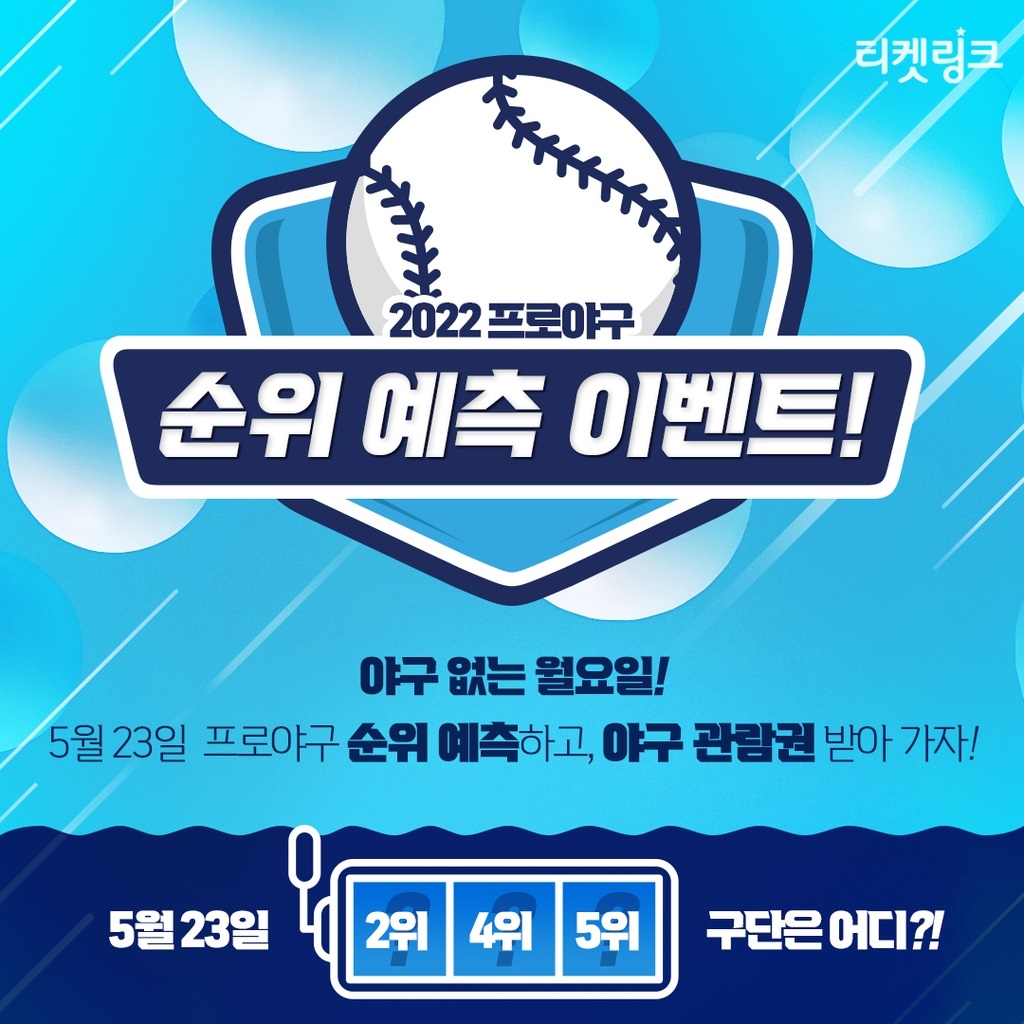 티켓링크
2022 프로야구
순위 예측 이벤트!
야구 없는 월요일!
5월 23일 프로야구 순위 예측하고, 야구 관람권 받아 가자!
5월 23일 2위 4위 5위 구단은 어디?!
? ? ?